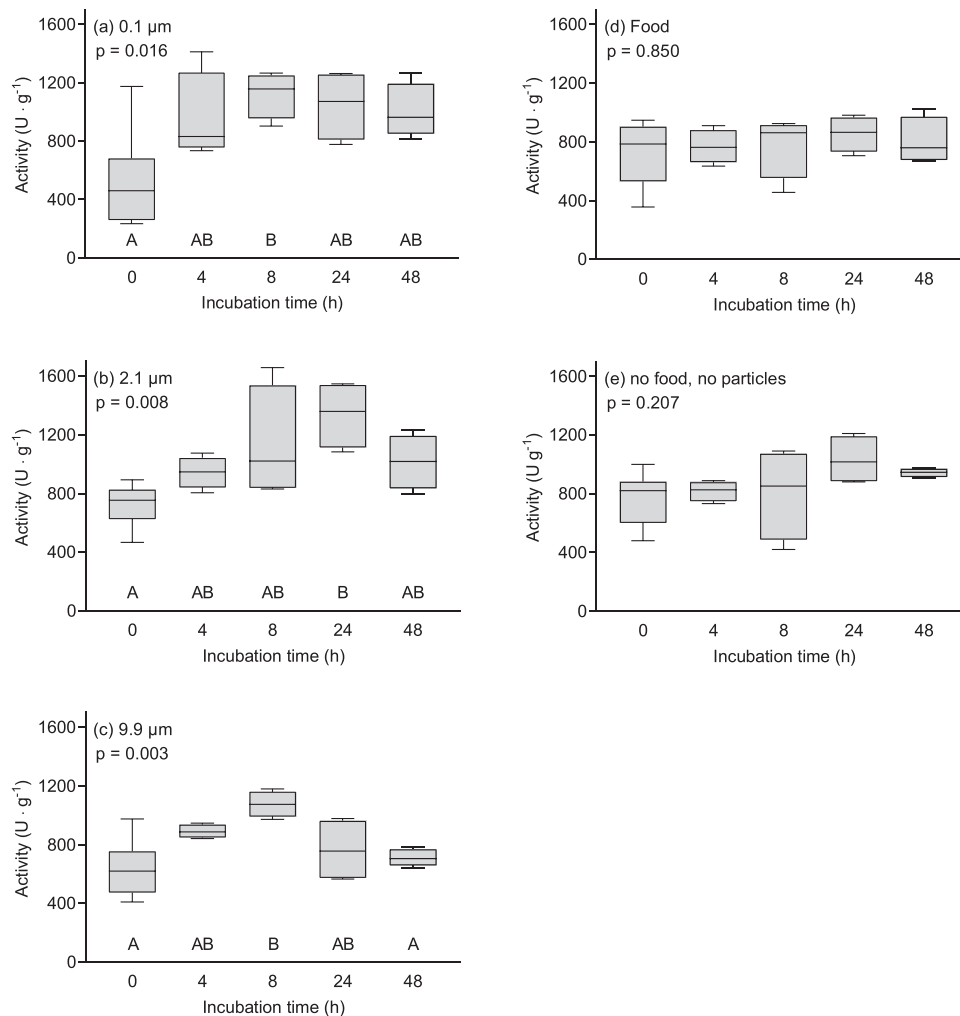 (a) 0.1 µm
p = 0.016
Activity (U · g⁻¹)
1600
1200
800
400
0
A AB B AB AB
0 4 8 24 48
Incubation time (h)
(d) Food
p = 0.850
Activity (U · g⁻¹)
1600
1200
800
400
0
0 4 8 24 48
Incubation time (h)
(b) 2.1 µm
p = 0.008
Activity (U · g⁻¹)
1600
1200
800
400
0
A AB AB B AB
0 4 8 24 48
Incubation time (h)
(e) no food, no particles
p = 0.207
Activity (U g⁻¹)
1600
1200
800
400
0
0 4 8 24 48
Incubation time (h)
(c) 9.9 µm
p = 0.003
Activity (U · g⁻¹)
1600
1200
800
400
0
A AB B AB A
0 4 8 24 48
Incubation time (h)